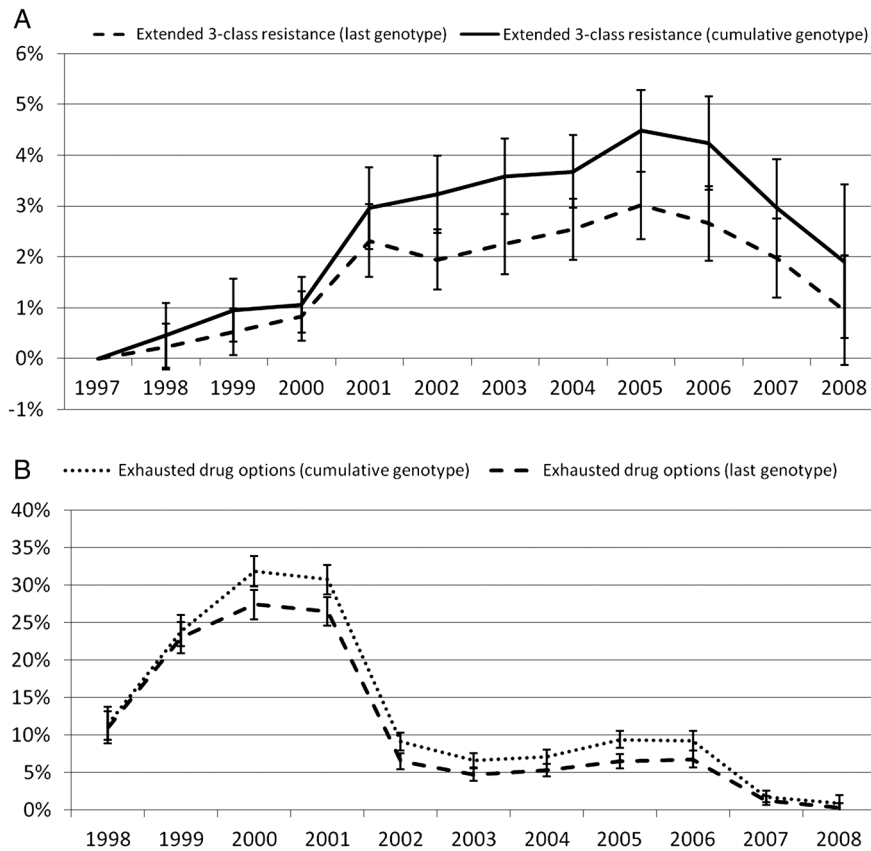 A
Extended 3-class resistance (last genotype) Extended 3-class resistance (cumulative genotype)
6%
5%
4%
3%
2%
1%
0%
-1%
1997 1998 1999 2000 2001 2002 2003 2004 2005 2006 2007 2008
B
Exhausted drug options (cumulative genotype) Exhausted drug options (last genotype)
40%
35%
30%
25%
20%
15%
10%
5%
0%
1998 1999 2000 2001 2002 2003 2004 2005 2006 2007 2008